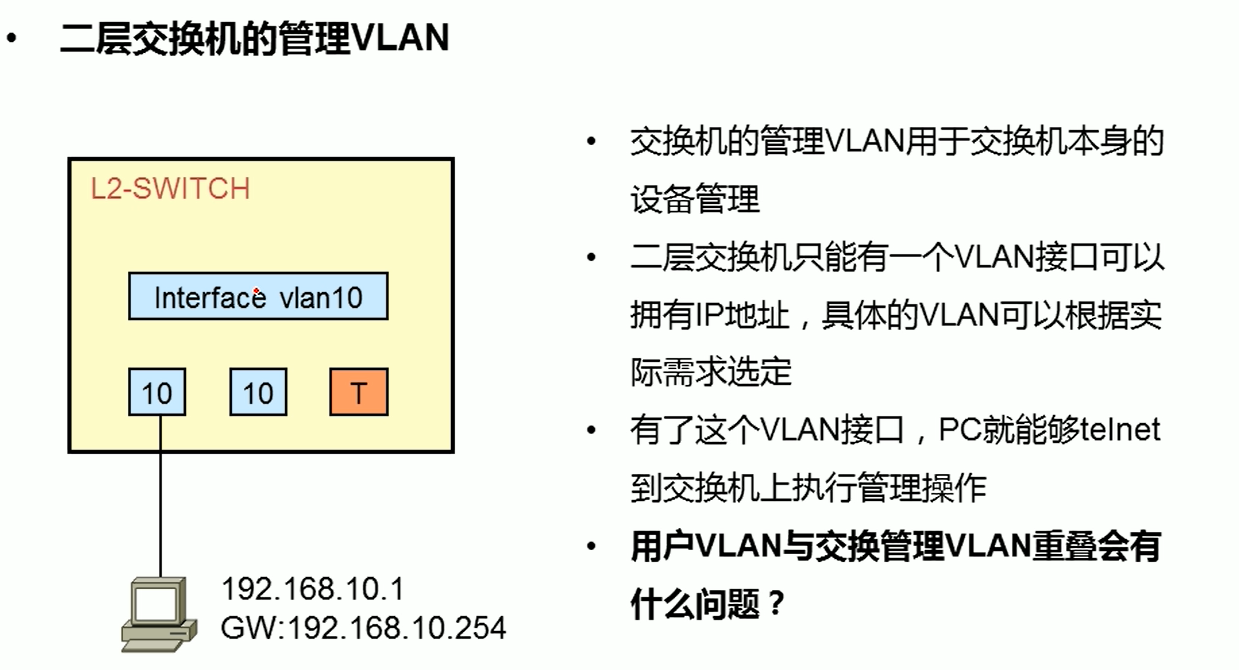 • 二层交换机的管理VLAN
L2-SWITCH
Interface vlan10
10
10
T
192.168.10.1
GW:192.168.10.254
• 交换机的管理VLAN用于交换机本身的
设备管理
• 二层交换机只能有一个VLAN接口可以
拥有IP地址，具体的VLAN可以根据实
际需求选定
• 有了这个VLAN接口，PC就能够telnet
到交换机上执行管理操作
• 用户VLAN与交换管理VLAN重叠会有
什么问题？